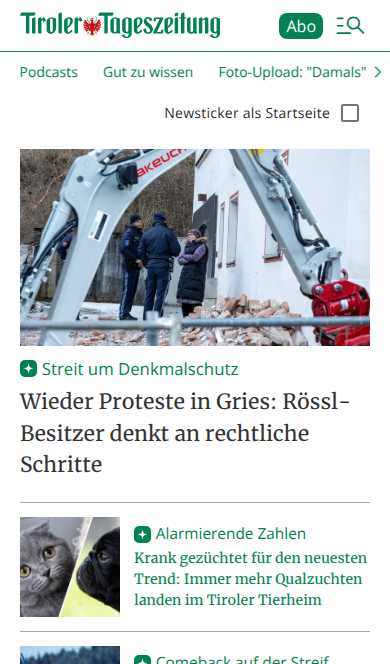 Tiroler Tageszeitung
Abo
Podcasts Gut zu wissen Foto-Upload: "Damals"
Newsticker als Startseite
AKEUCH
Streit um Denkmalschutz
Wieder Proteste in Gries: Rössl-
Besitzer denkt an rechtliche
Schritte
Alarmierende Zahlen
Krank gezüchtet für den neuesten
Trend: Immer mehr Qualzuchten
landen im Tiroler Tierheim
Comeback auf der Streif